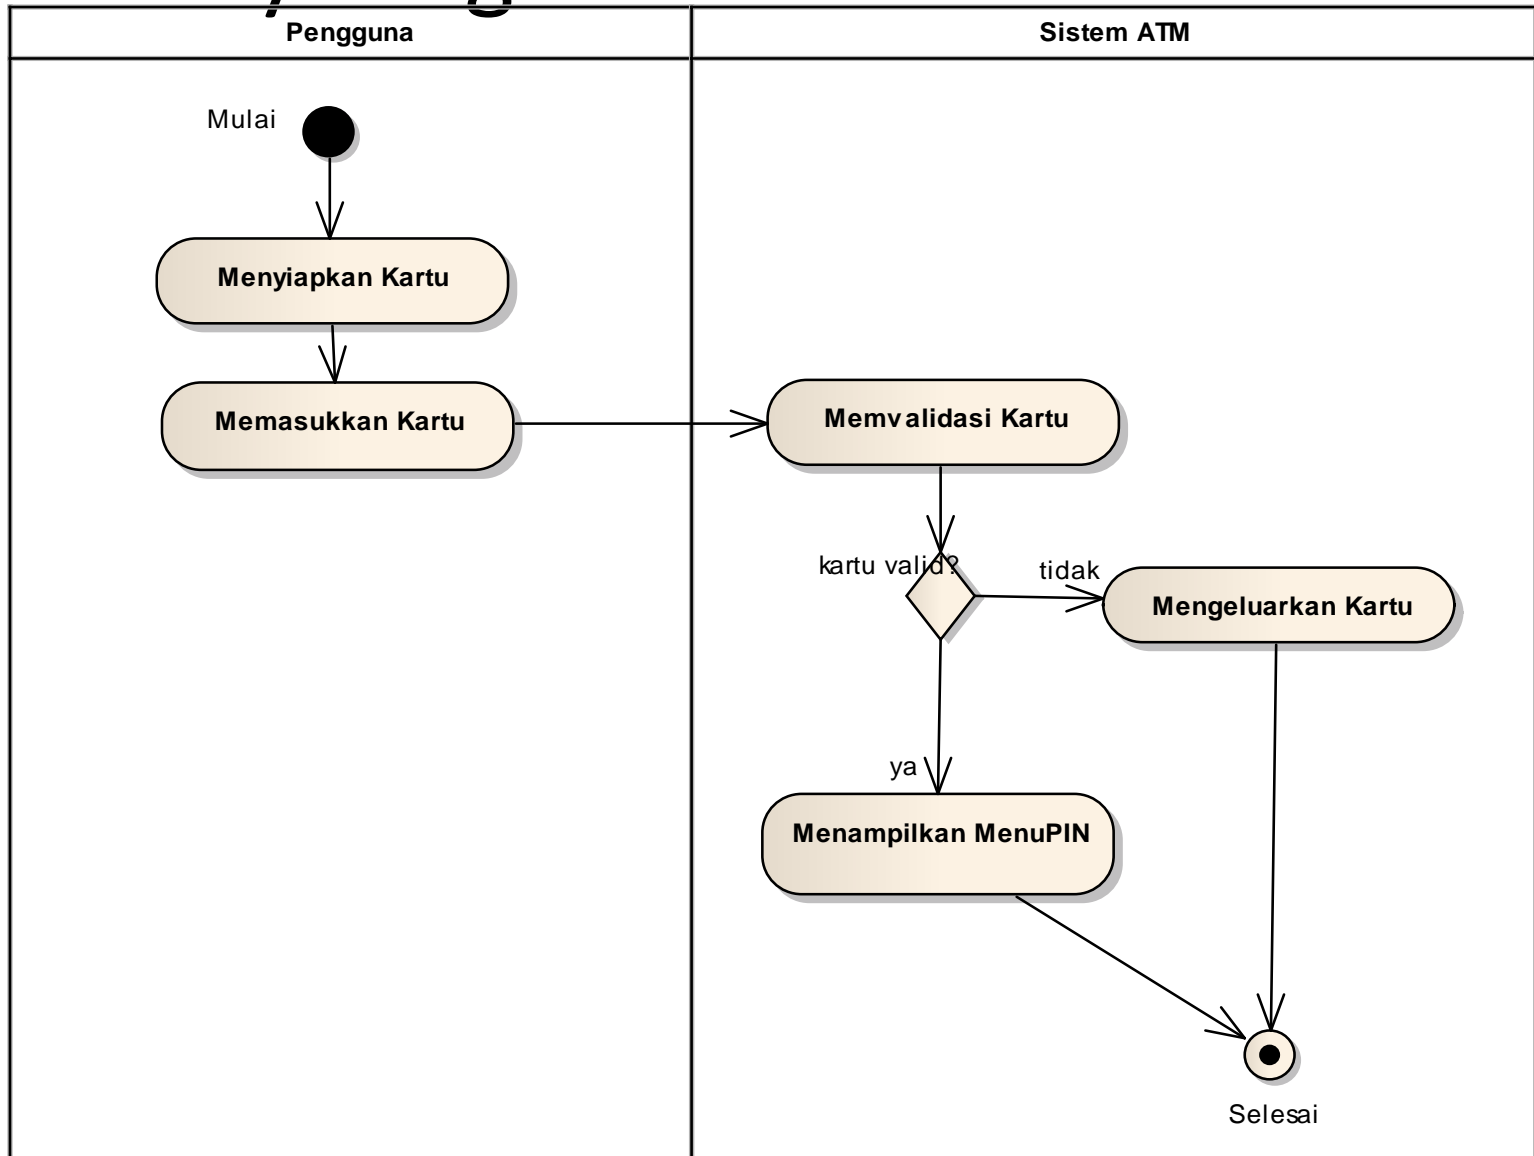 Pengguna
Sistem ATM
Mulai
Menyiapkan Kartu
Memasukkan Kartu
Memvalidasi Kartu
kartu valid?
tidak
Mengeluarkan Kartu
ya
Menampilkan MenuPIN
Selesai